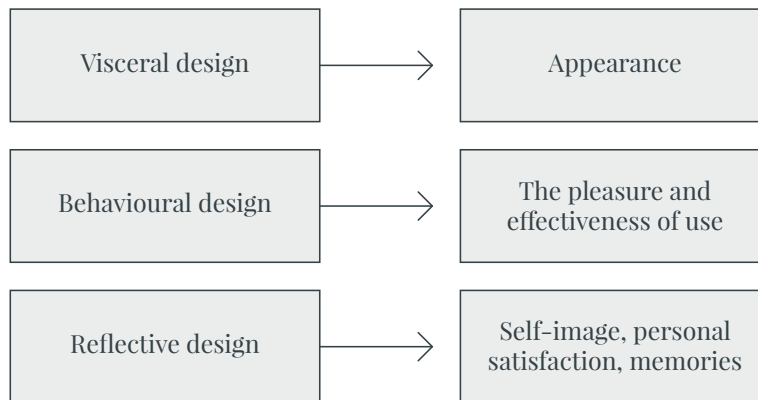 Visceral design
Appearance
Behavioural design
The pleasure and
effectiveness of use
Reflective design
Self-image, personal
satisfaction, memories